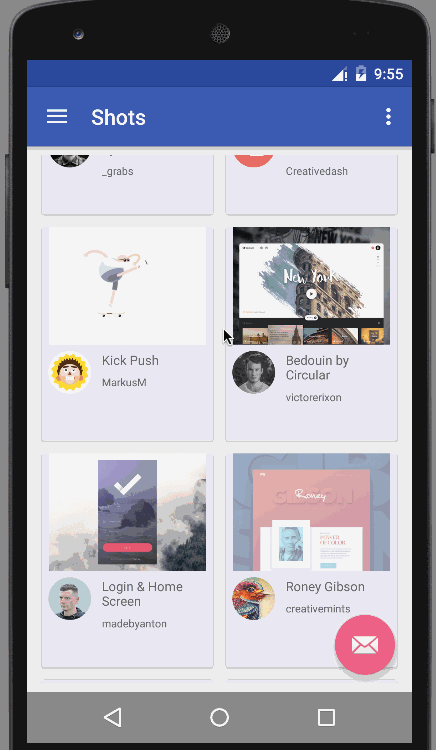 9:55
Shots
_grabs
Creativedash
New York
Kick Push
MarkusM
Bedouin by
Circular
victorerixon
Roney
Login & Home
Screen
madebyanton
Roney Gibson
creativemints